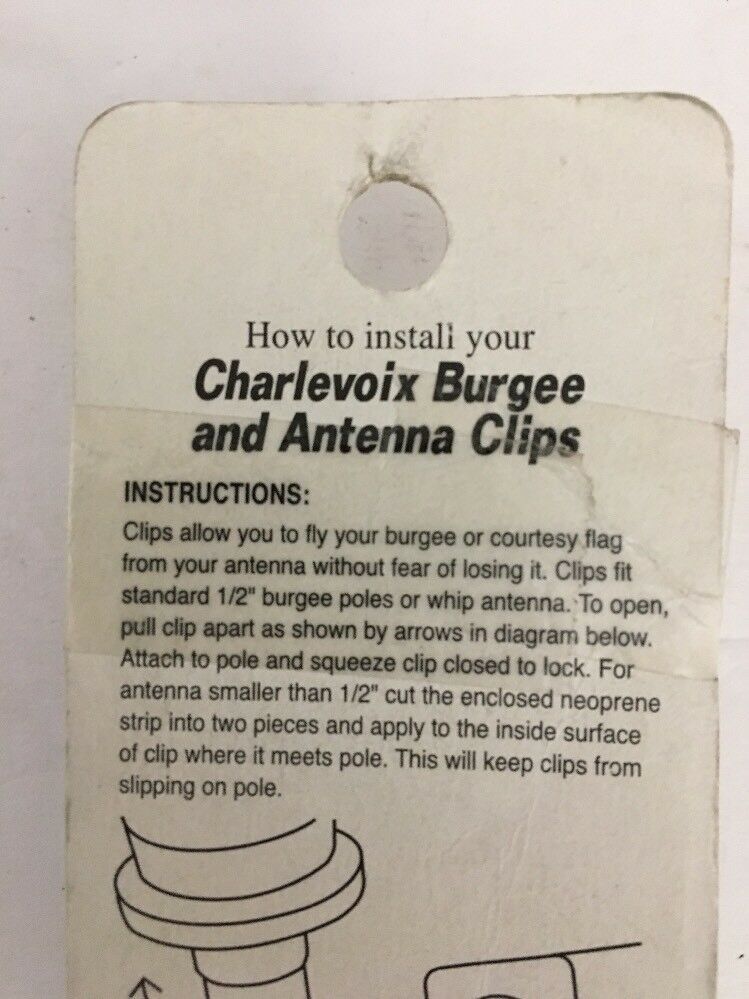 How to install your
Charlevoix Burgee
and Antenna Clips
INSTRUCTIONS:
Clips allow you to fly your burgee or courtesy flag
from your antenna without fear of losing it. Clips fit
standard 1/2" burgee poles or whip antenna. To open,
pull clip apart as shown by arrows in diagram below.
Attach to pole and squeeze clip closed to lock. For
antenna smaller than 1/2" cut the enclosed neoprene
strip into two pieces and apply to the inside surface
of clip where it meets pole. This will keep clips from
slipping on pole.